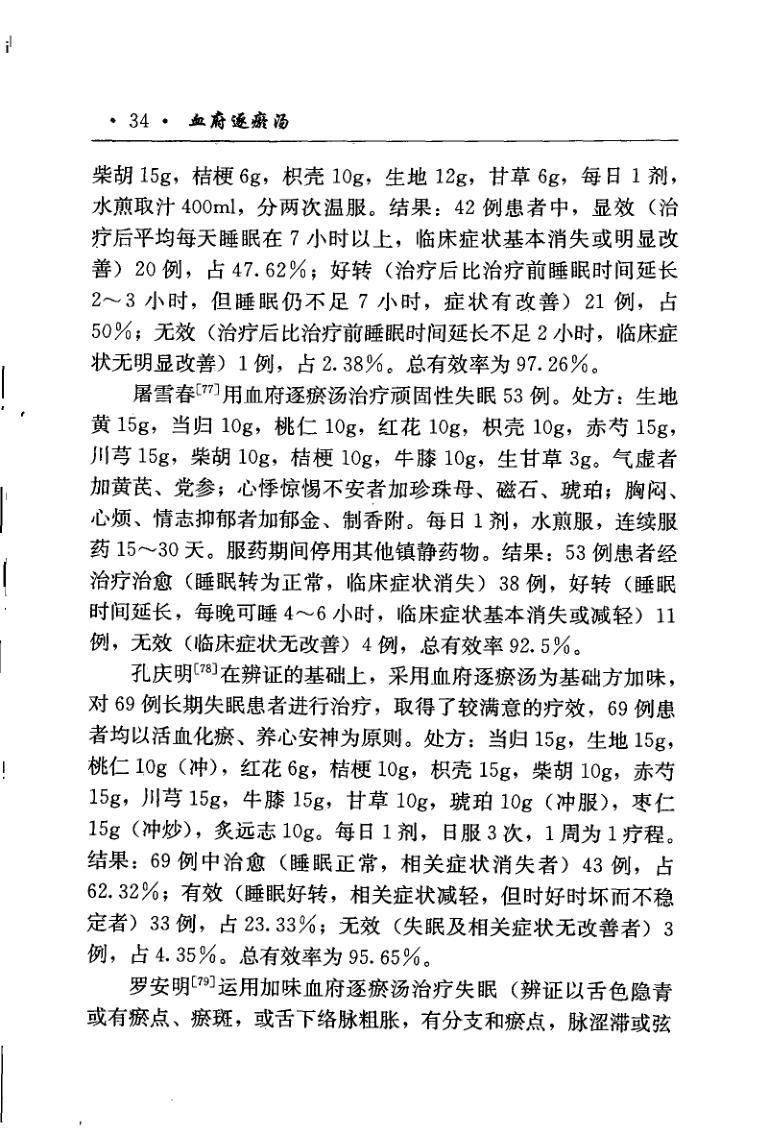 · 34 · 血府逐瘀汤
柴胡 15g，桔梗 6g，枳壳 10g，生地 12g，甘草 6g，每日 1 剂，
水煎取汁 400ml，分两次温服。结果：42 例患者中，显效（治
疗后平均每天睡眠在 7 小时以上，临床症状基本消失或明显改
善）20 例，占 47.62％；好转（治疗后比治疗前睡眠时间延长
2～3 小时，但睡眠仍不足 7 小时，症状有改善）21 例，占
50％；无效（治疗后比治疗前睡眠时间延长不足 2 小时，临床症
状无明显改善）1 例，占 2.38％。总有效率为 97.26％。
屠雪春[77]用血府逐瘀汤治疗顽固性失眠 53 例。处方：生地
黄 15g，当归 10g，桃仁 10g，红花 10g，枳壳 10g，赤芍 15g，
川芎 15g，柴胡 10g，桔梗 10g，牛膝 10g，生甘草 3g。气虚者
加黄芪、党参；心悸惊惕不安者加珍珠母、磁石、琥珀；胸闷、
心烦、情志抑郁者加郁金、制香附。每日 1 剂，水煎服，连续服
药 15～30 天。服药期间停用其他镇静药物。结果：53 例患者经
治疗治愈（睡眠转为正常，临床症状消失）38 例，好转（睡眠
时间延长，每晚可睡 4～6 小时，临床症状基本消失或减轻）11
例，无效（临床症状无改善）4 例，总有效率 92.5％。
孔庆明[78]在辨证的基础上，采用血府逐瘀汤为基础方加味，
对 69 例长期失眠患者进行治疗，取得了较满意的疗效，69 例患
者均以活血化瘀、养心安神为原则。处方：当归 15g，生地 15g，
桃仁 10g（冲），红花 6g，桔梗 10g，枳壳 15g，柴胡 10g，赤芍
15g，川芎 15g，牛膝 15g，甘草 10g，琥珀 10g（冲服），枣仁
15g（冲炒），炙远志 10g。每日 1 剂，日服 3 次，1 周为 1 疗程。
结果：69 例中治愈（睡眠正常，相关症状消失者）43 例，占
62.32％；有效（睡眠好转，相关症状减轻，但时好时坏而不稳
定者）33 例，占 23.33％；无效（失眠及相关症状无改善者）3
例，占 4.35％。总有效率为 95.65％。
罗安明[79]运用加味血府逐瘀汤治疗失眠（辨证以舌色隐青
或有瘀点、瘀斑，或舌下络脉粗胀，有分支和瘀点，脉涩滞或弦